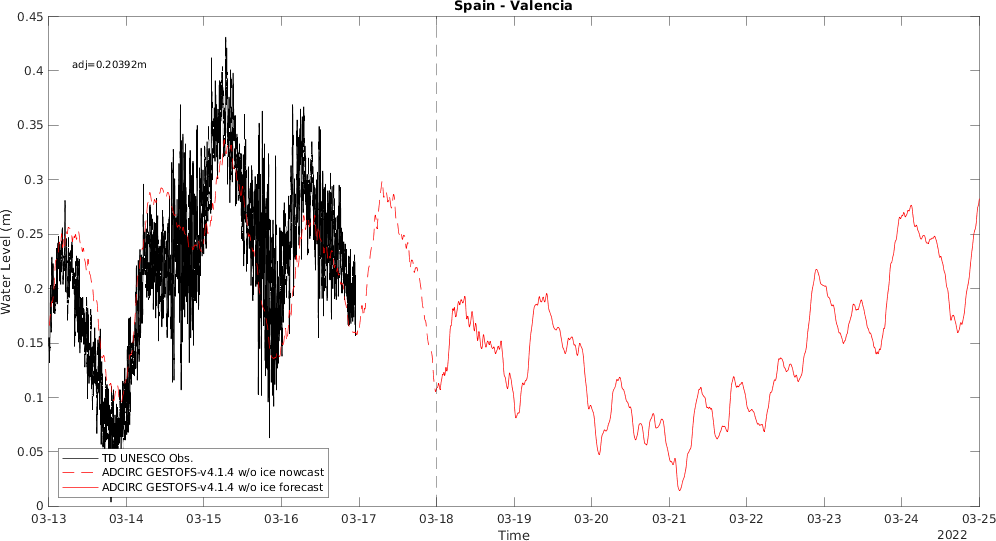 Spain - Valencia
adj=0.20392m
Water Level (m)
0.45
0.4
0.35
0.3
0.25
0.2
0.15
0.1
0.05
0
TD UNESCO Obs.
ADCIRC GESTOFS-v4.1.4 w/o ice nowcast
ADCIRC GESTOFS-v4.1.4 w/o ice forecast
03-13 03-14 03-15 03-16 03-17 03-18 03-19 03-20 03-21 03-22 03-23 03-24 03-25
Time
2022